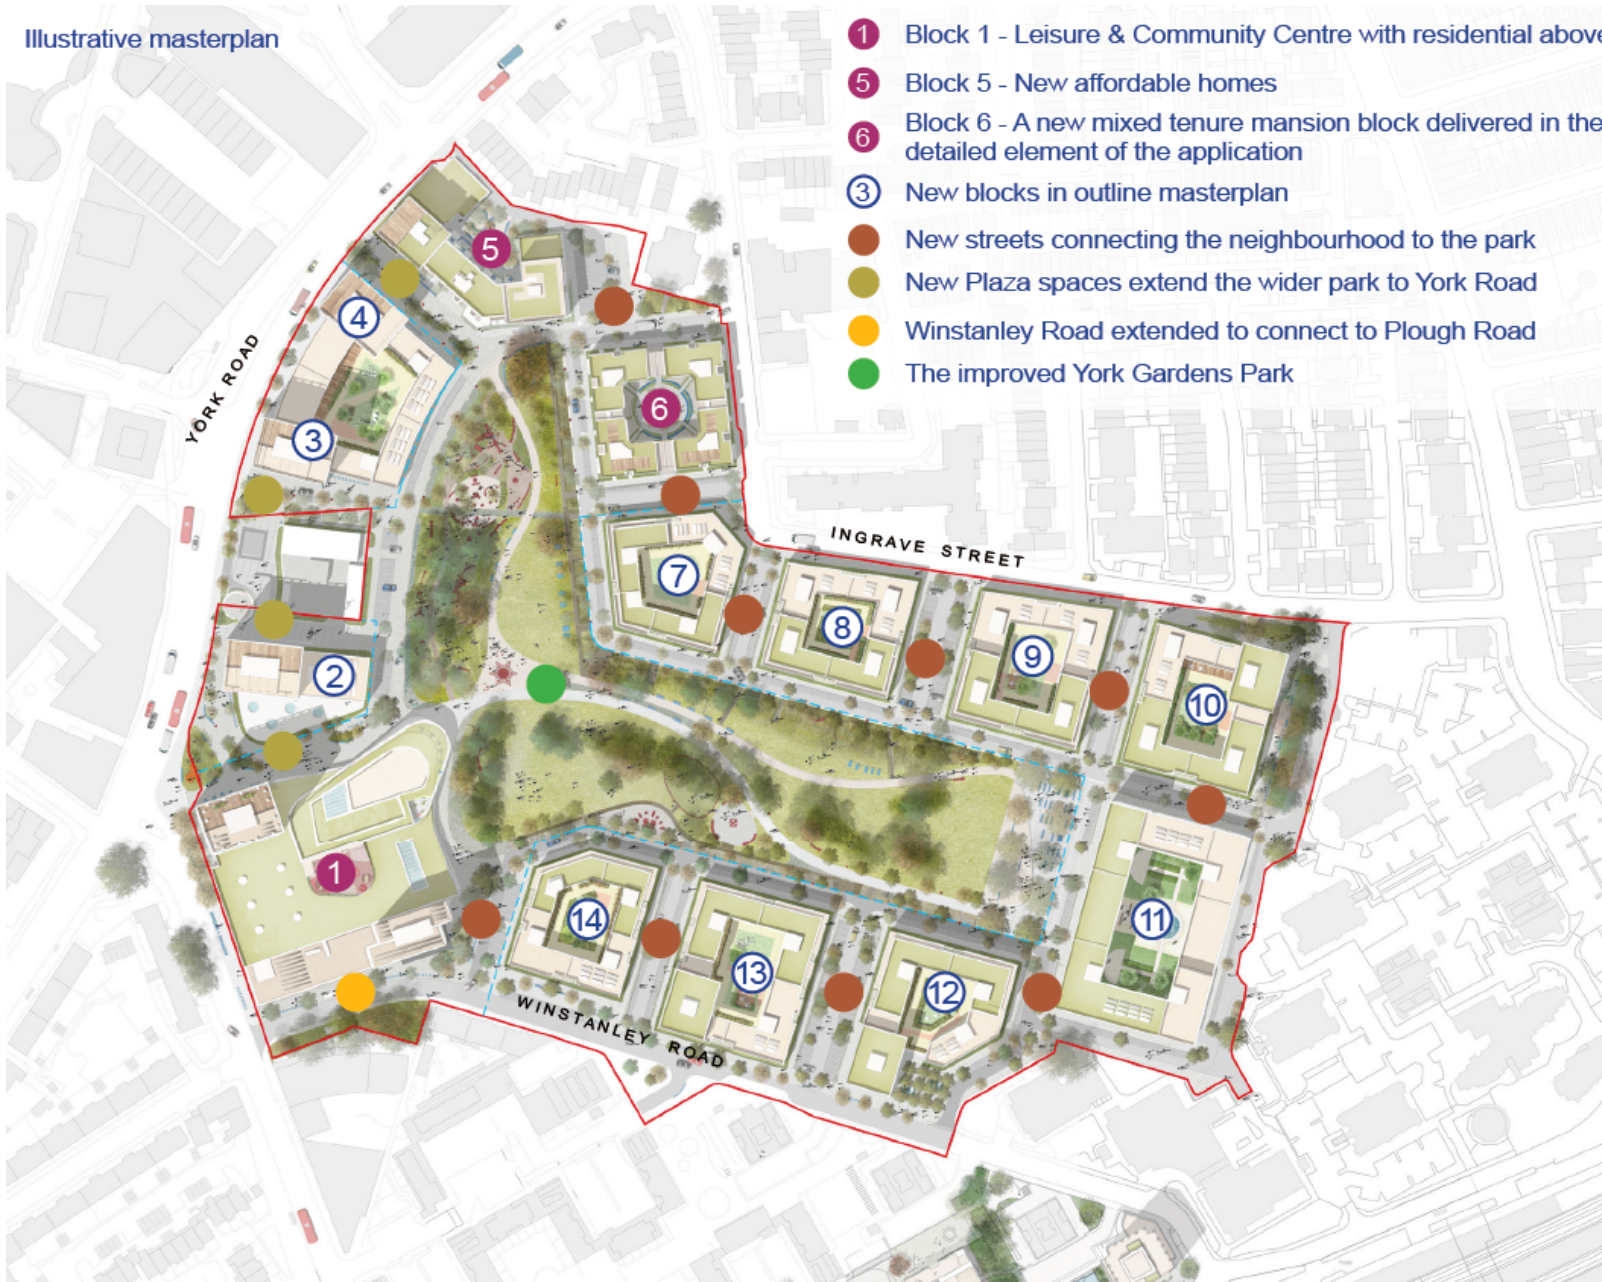 Illustrative masterplan
1 Block 1 - Leisure & Community Centre with residential above
5 Block 5 - New affordable homes
6 Block 6 - A new mixed tenure mansion block delivered in the
detailed element of the application
3 New blocks in outline masterplan
New streets connecting the neighbourhood to the park
New Plaza spaces extend the wider park to York Road
Winstanley Road extended to connect to Plough Road
The improved York Gardens Park
5
4
YORK ROAD
6
3
INGRAVE STREET
7
8
9
2
10
1
14
11
13
12
WINSTANLEY ROAD